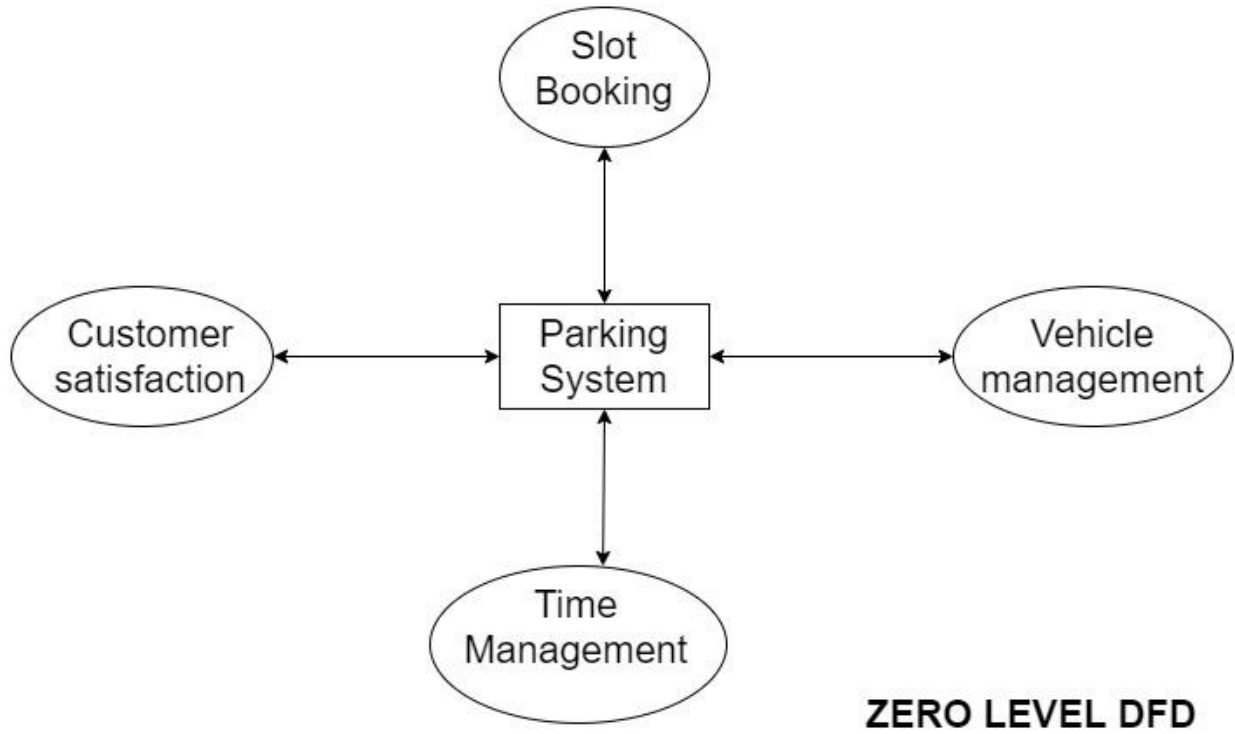 Slot
Booking
Customer
satisfaction
Parking
System
Vehicle
management
Time
Management
ZERO LEVEL DFD